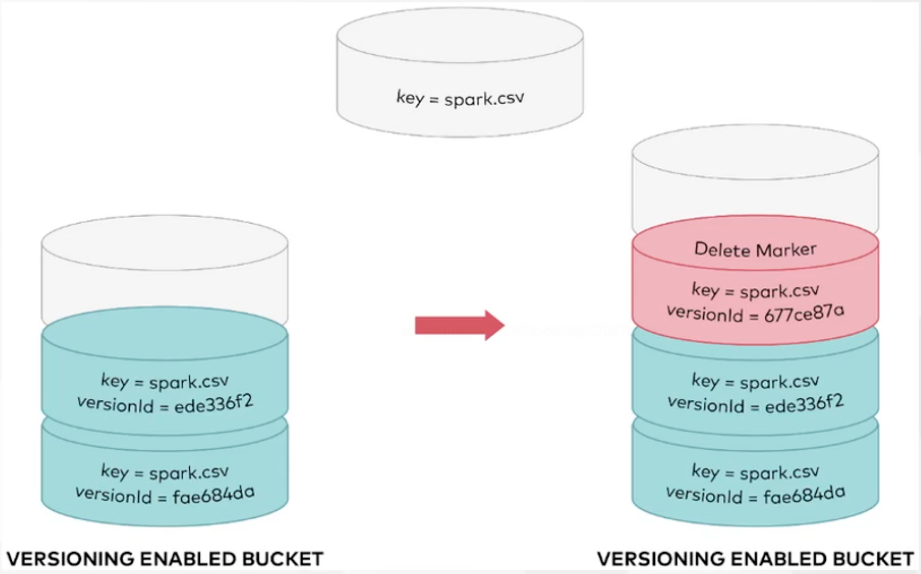 key = spark.csv
key = spark.csv
versionId = ede336f2
key = spark.csv
versionId = fae684da
VERSIONING ENABLED BUCKET
Delete Marker
key = spark.csv
versionId = 677ce87a
key = spark.csv
versionId = ede336f2
key = spark.csv
versionId = fae684da
VERSIONING ENABLED BUCKET